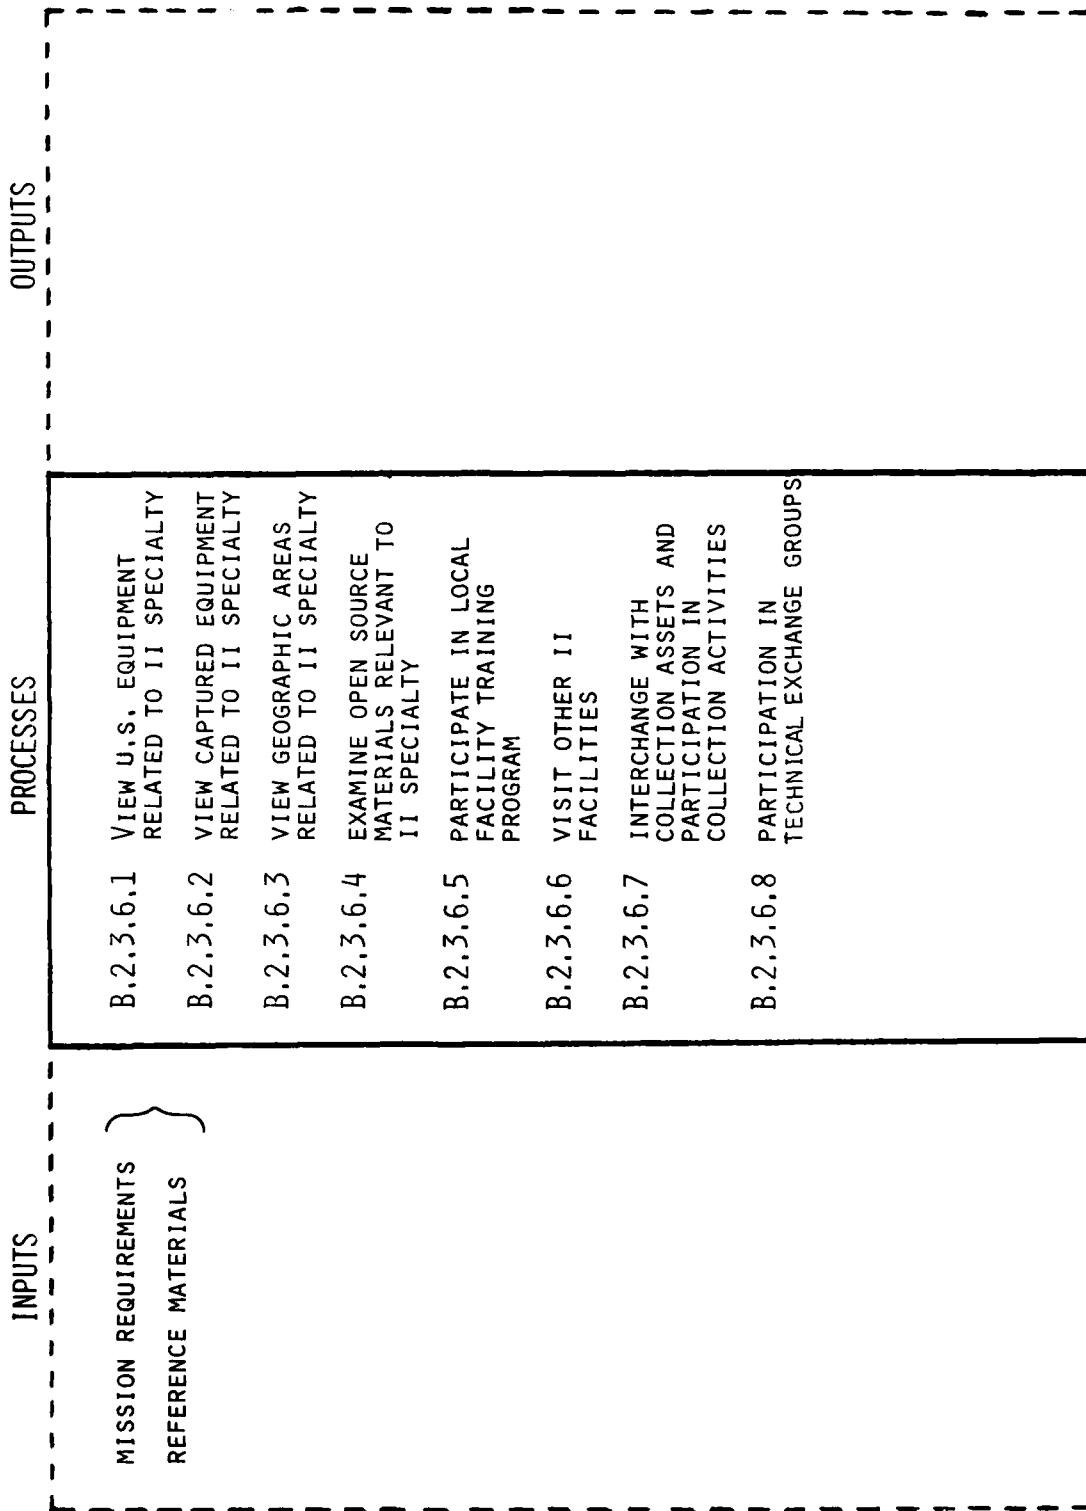 INPUTS
PROCESSES
OUTPUTS
MISSION REQUIREMENTS
REFERENCE MATERIALS
B.2.3.6.1 VIEW U.S. EQUIPMENT
RELATED TO II SPECIALTY
B.2.3.6.2 VIEW CAPTURED EQUIPMENT
RELATED TO II SPECIALTY
B.2.3.6.3 VIEW GEOGRAPHIC AREAS
RELATED TO II SPECIALTY
B.2.3.6.4 EXAMINE OPEN SOURCE
MATERIALS RELEVANT TO
II SPECIALTY
B.2.3.6.5 PARTICIPATE IN LOCAL
FACILITY TRAINING
PROGRAM
B.2.3.6.6 VISIT OTHER II
FACILITIES
B.2.3.6.7 INTERCHANGE WITH
COLLECTION ASSETS AND
PARTICIPATION IN
COLLECTION ACTIVITIES
B.2.3.6.8 PARTICIPATION IN
TECHNICAL EXCHANGE GROUPS